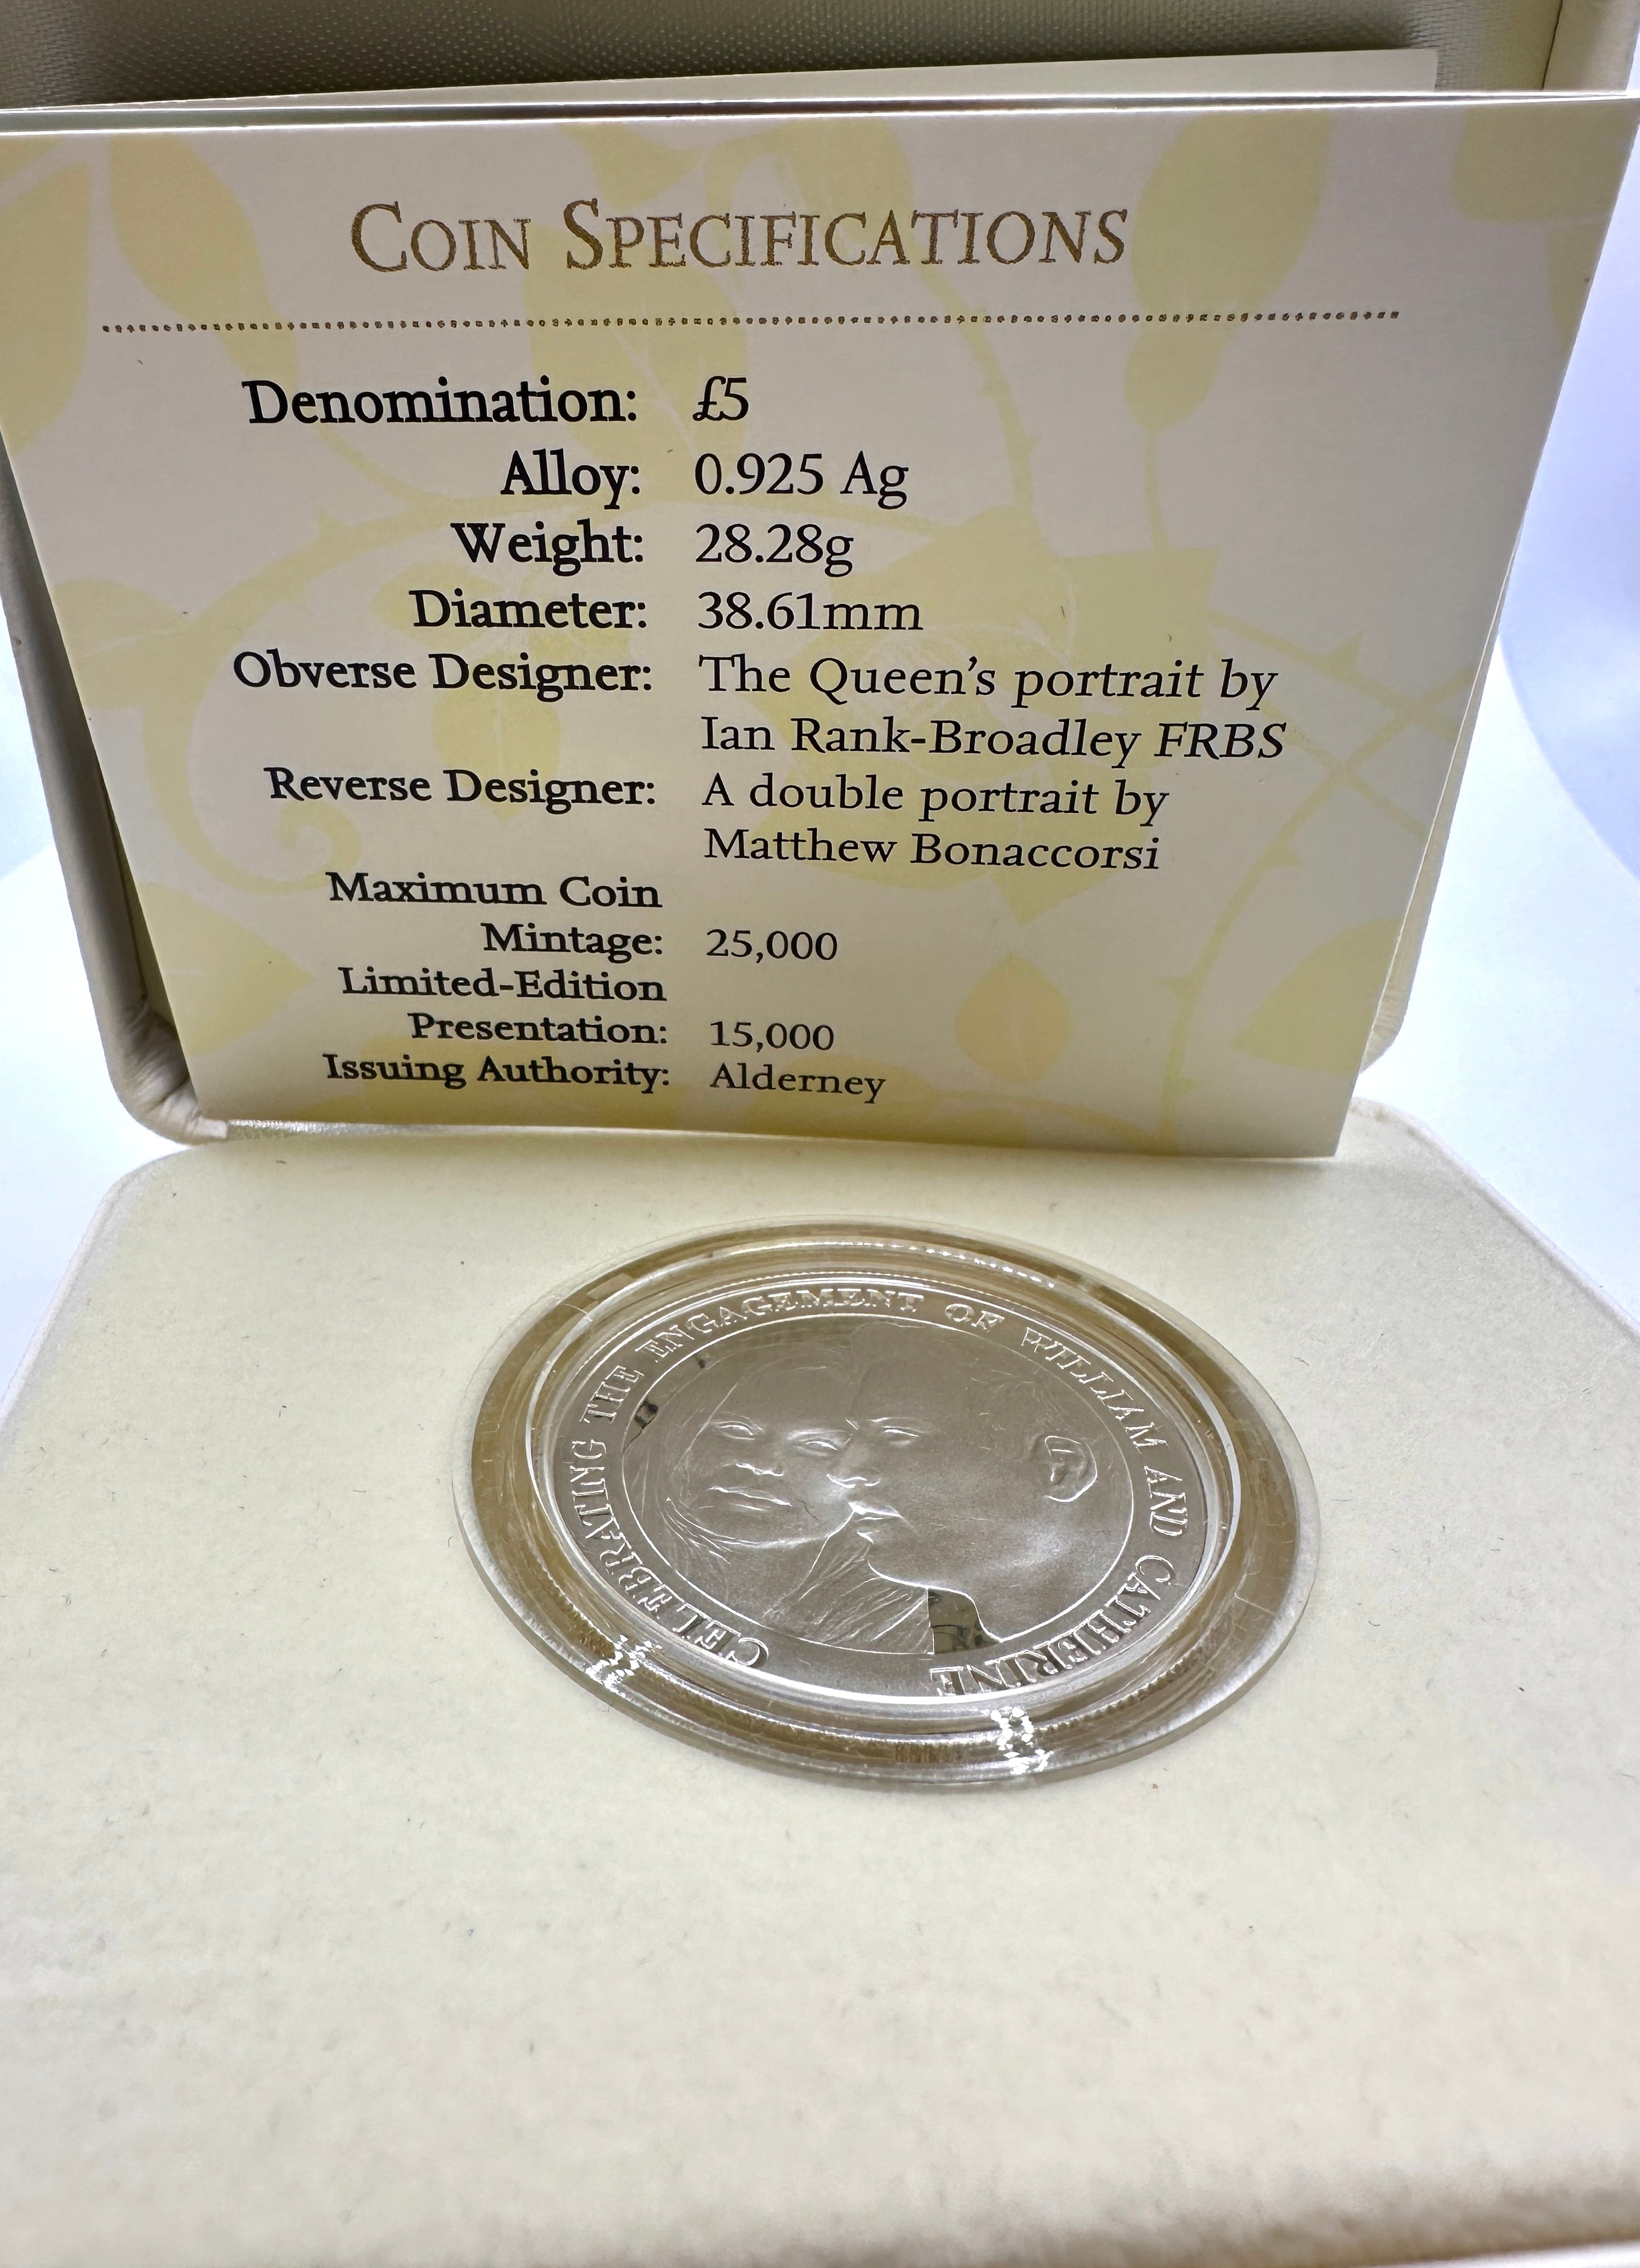 COIN SPECIFICATIONS
Denomination: £5
Alloy: 0.925 Ag
Weight: 28.28g
Diameter: 38.61mm
Obverse Designer: The Queen's portrait by
Ian Rank-Broadley FRBS
Reverse Designer: A double portrait by
Matthew Bonaccorsi
Maximum Coin
Mintage: 25,000
Limited-Edition
Presentation: 15,000
Issuing Authority: Alderney
CELEBRATING THE ENGAGEMENT OF WILLIAM AND CATHERINE